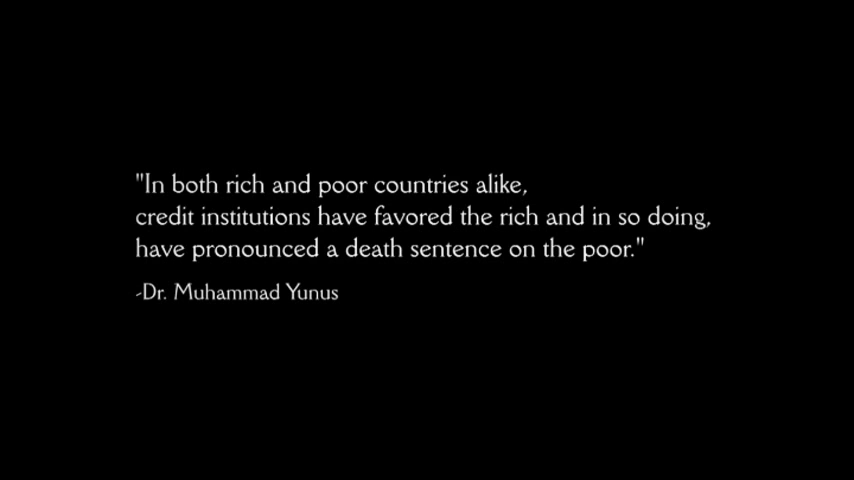 "In both rich and poor countries alike,
credit institutions have favored the rich and in so doing,
have pronounced a death sentence on the poor."
-Dr. Muhammad Yunus